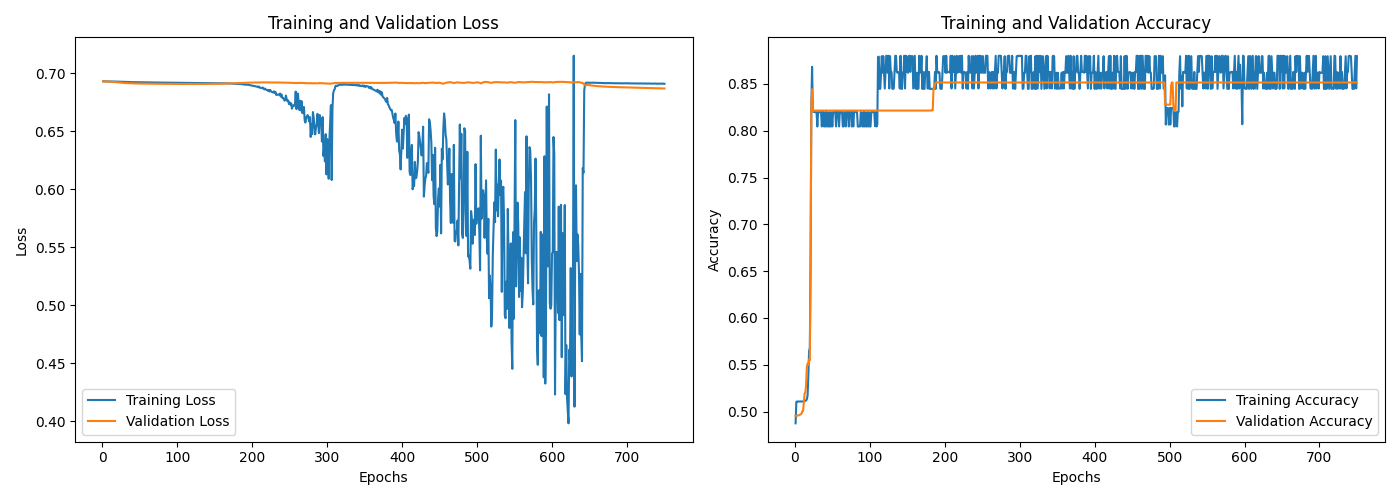 Training and Validation Loss
Loss
0.70
0.65
0.60
0.55
0.50
0.45
0.40
Training Loss
Validation Loss
0 100 200 300 400 500 600 700
Epochs
Training and Validation Accuracy
Accuracy
0.85
0.80
0.75
0.70
0.65
0.60
0.55
0.50
Training Accuracy
Validation Accuracy
0 100 200 300 400 500 600 700
Epochs